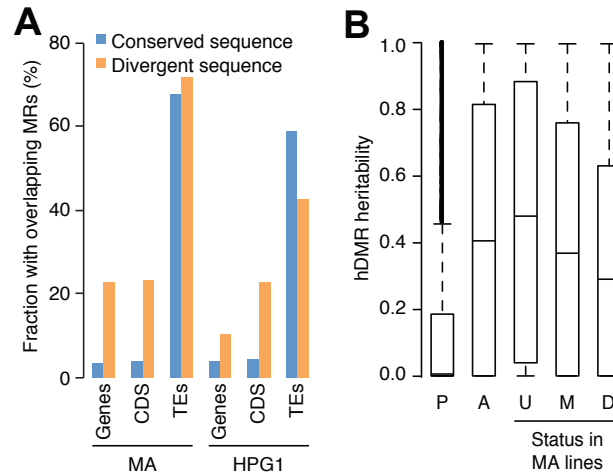 A
Fraction with overlapping MRs (%)
80
60
40
20
0
Conserved sequence
Divergent sequence
Genes
CDS
TEs
Genes
CDS
TEs
MA
HPG1
B
hDMR heritability
1.0
0.8
0.6
0.4
0.2
0.0
P
A
U
M
D
Status in
MA lines